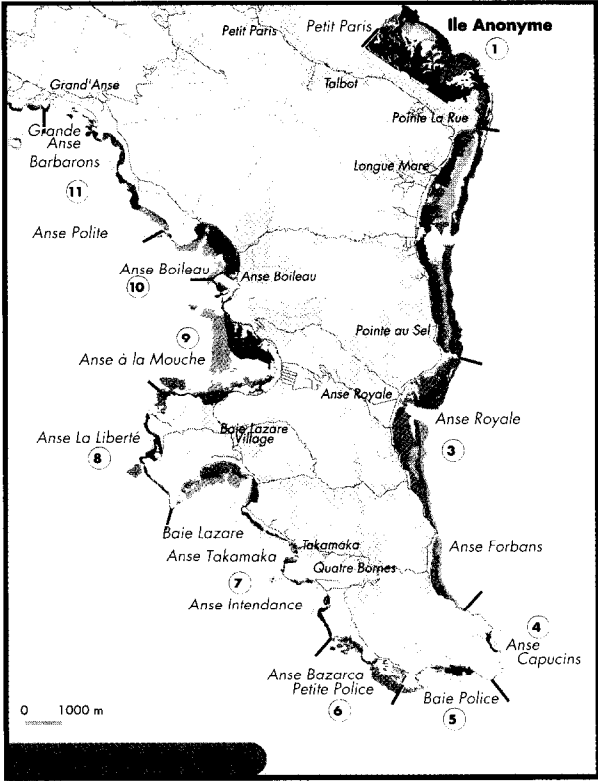 Petit Paris
Petit Paris
Ile Anonyme
1
Talbot
Grand'Anse
Pointe La Rue
Grande
Anse
Barbarons
11
Longue Mare
Anse Polite
Anse Boileau
10
Anse Boileau
9
Pointe au Sel
Anse à la Mouche
Anse Royale
Anse Royale
3
Anse La Liberté
8
Baie Lazare
Village
Baie Lazare
Anse Takamaka
7
Takamaka
Quatre Bornes
Anse Forbans
Anse Intendance
4
Anse
Capucins
Anse Bazarca
Petite Police
6
Baie Police
5
0 1000 m